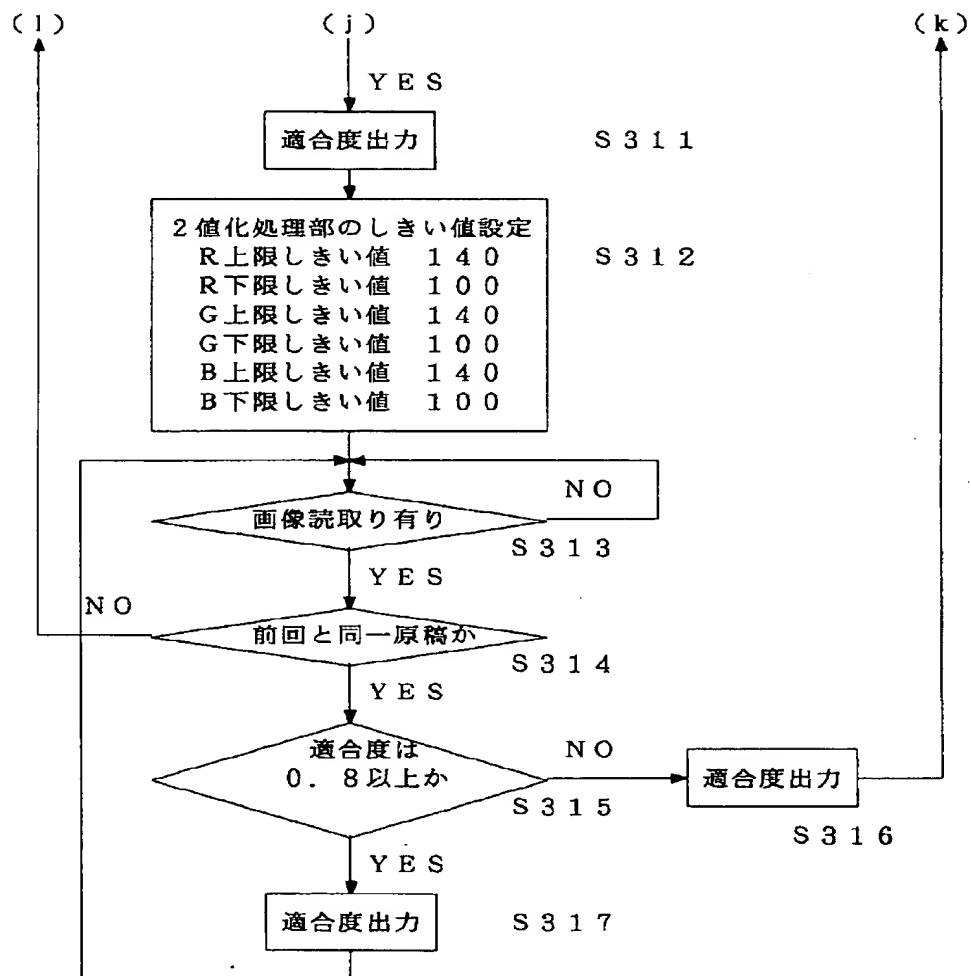 (l)
(j)
(k)
YES
適合度出力
S311
2値化処理部のしきい値設定
R上限しきい値 140
S312
R下限しきい値 100
G上限しきい値 140
G下限しきい値 100
B上限しきい値 140
B下限しきい値 100
NO
画像読取り有り
S313
YES
NO
前回と同一原稿か
S314
YES
適合度は
0.8以上か
NO
適合度出力
S315
S316
YES
適合度出力
S317